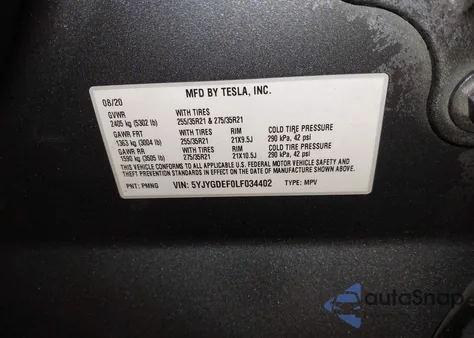 MFD BY TESLA, INC.
08/20
GVWR WITH TIRES
2405 kg (5302 lb) 255/35R21 & 275/35R21
GAWR FRT WITH TIRES RIM COLD TIRE PRESSURE
1363 kg (3004 lb) 255/35R21 21X9.5J 290 kPa, 42 psi
GAWR RR WITH TIRES RIM COLD TIRE PRESSURE
1590 kg (3505 lb) 275/35R21 21X10.5J 290 kPa, 42 psi
THIS VEHICLE CONFORMS TO ALL APPLICABLE U.S. FEDERAL MOTOR VEHICLE SAFETY AND
THEFT PREVENTION STANDARDS IN EFFECT ON THE DATE OF MANUFACTURE SHOWN ABOVE.
PNT: PMNG VIN: 5YJYGDEF0LF034402 TYPE: MPV
autoSnap